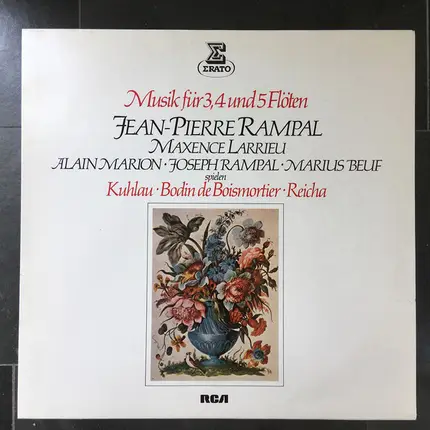 ERATO
Musik für 3, 4 und 5 Flöten
JEAN-PIERRE RAMPAL
MAXENCE LARRIEU
ALAIN MARION · JOSEPH RAMPAL · MARIUS BEUF
spielen
Kuhlau · Bodin de Boismortier · Reicha
RCA